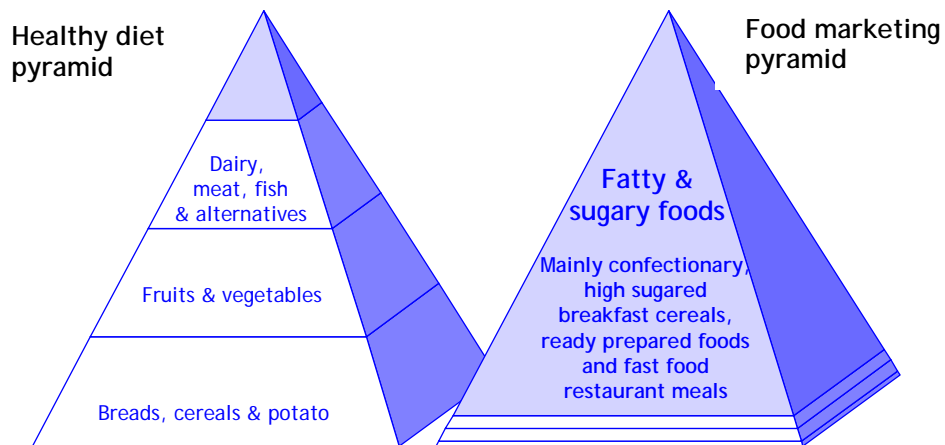 Healthy diet
pyramid
Dairy,
meat, fish
& alternatives
Fruits & vegetables
Breads, cereals & potato
Food marketing
pyramid
Fatty &
sugary foods
Mainly confectionary,
high sugared
breakfast cereals,
ready prepared foods
and fast food
restaurant meals